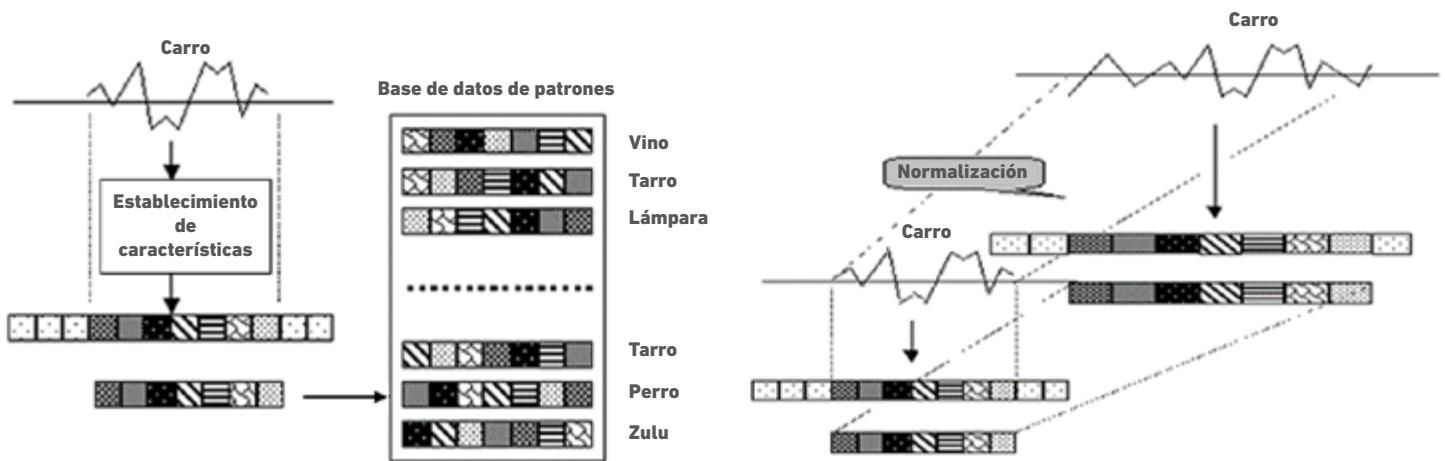 Carro
Base de datos de patrones
Establecimiento
de
características
Vino
Tarro
Lámpara
Tarro
Perro
Zulu
Carro
Normalización
Carro